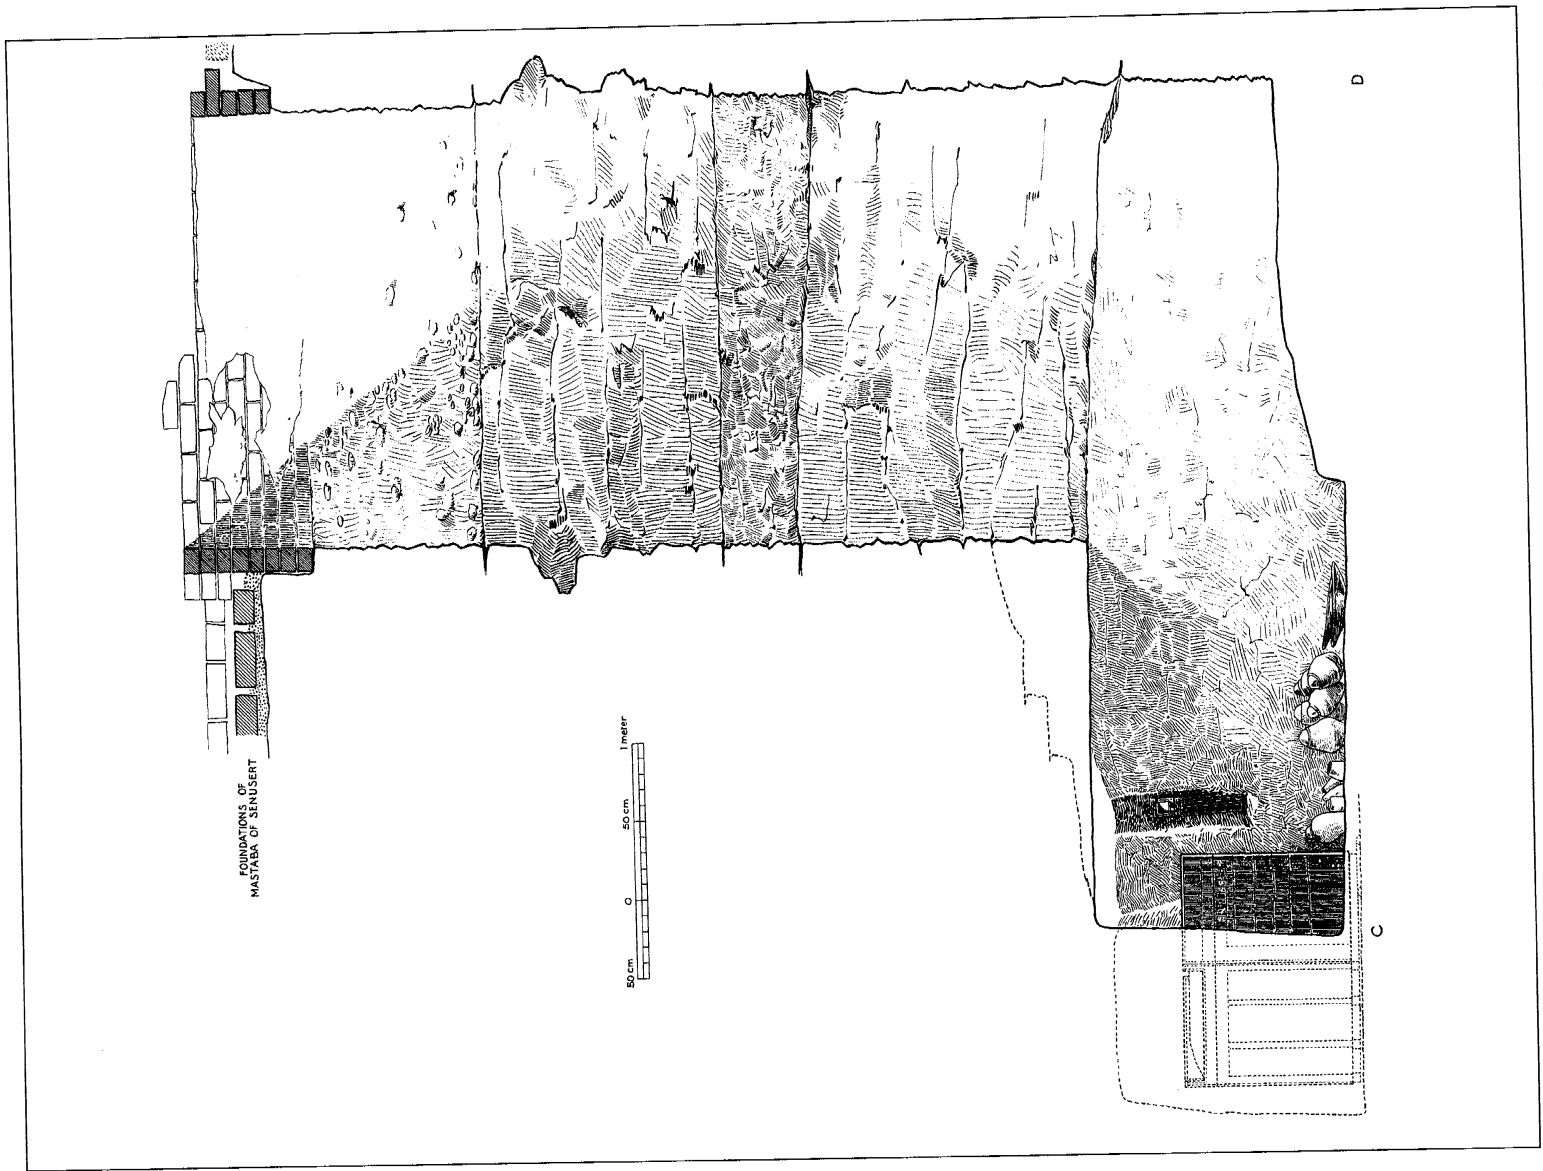 D
FOUNDATIONS OF
MASTABA OF SENUSERT
50 cm 0 50 cm 1 meter
C